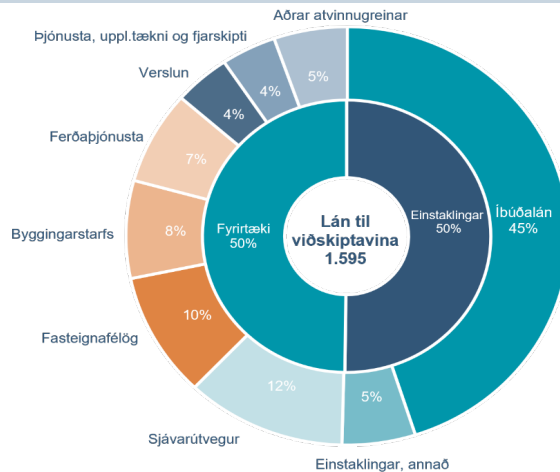 Aðrar atvinnugreinar
5%
Þjónusta, uppl.tækni og fjarskipti
4%
Verslun
4%
Ferðaþjónusta
7%
Byggingarstarfs
8%
Fasteignafélög
10%
Sjávarútvegur
12%
Einstaklingar, annað
5%
Íbúðalán
45%
Fyrirtæki
50%
Einstaklingar
50%
Lán til
viðskiptavina
1.595